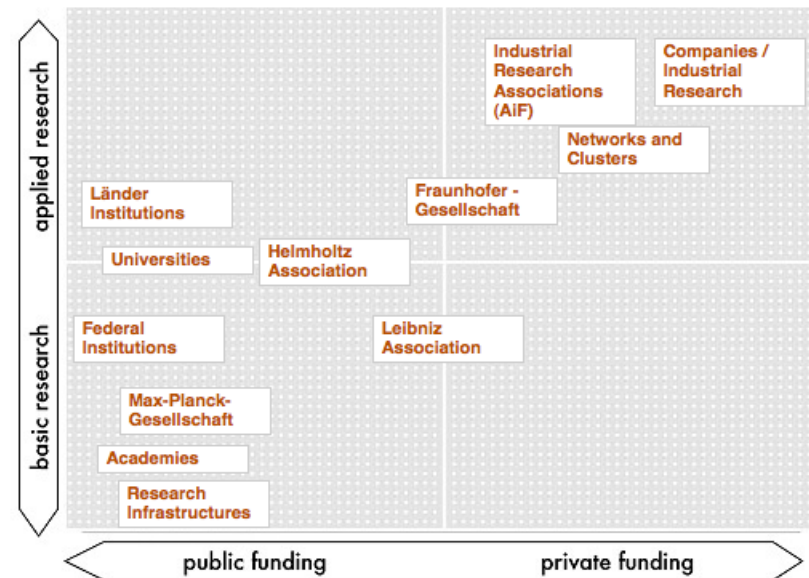 applied research
basic research
Industrial
Research
Associations
(AiF)
Companies /
Industrial
Research
Networks and
Clusters
Länder
Institutions
Fraunhofer -
Gesellschaft
Universities
Helmholtz
Association
Federal
Institutions
Leibniz
Association
Max-Planck-
Gesellschaft
Academies
Research
Infrastructures
public funding
private funding